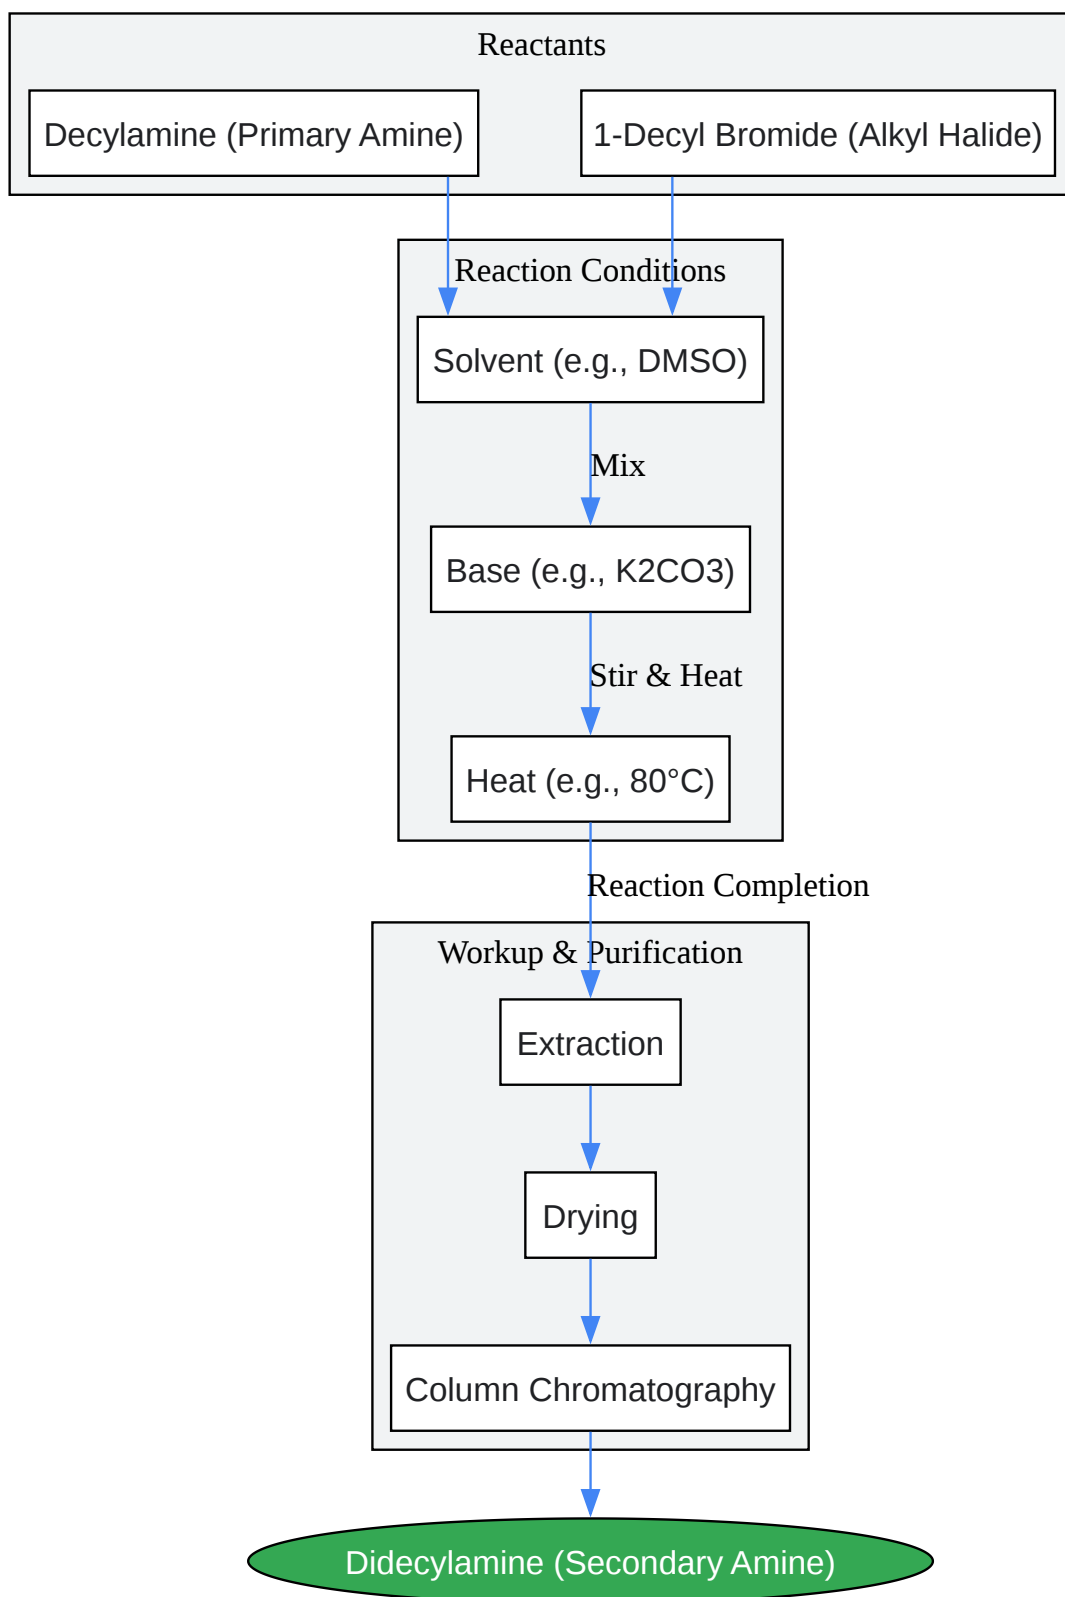 Reactants
Decylamine (Primary Amine)
1-Decyl Bromide (Alkyl Halide)
Reaction Conditions
Solvent (e.g., DMSO)
Mix
Base (e.g., K2CO3)
Stir & Heat
Heat (e.g., 80°C)
Reaction Completion
Workup & Purification
Extraction
Drying
Column Chromatography
Didecylamine (Secondary Amine)